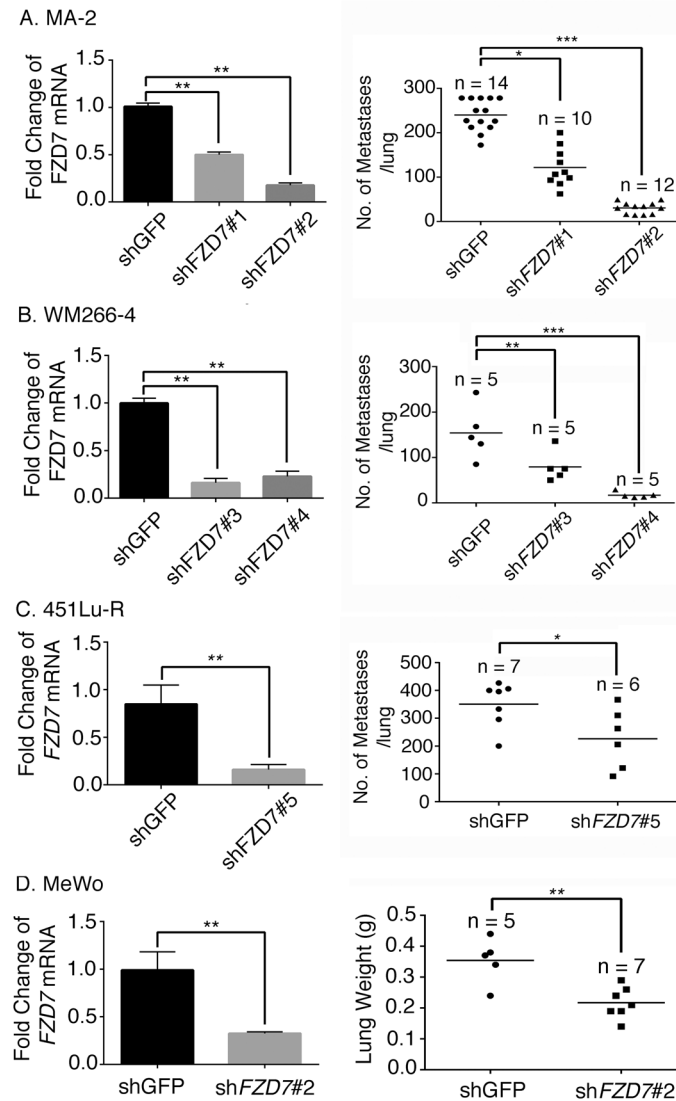 A. MA-2
Fold Change of
FZD7 mRNA
1.5
1.0
0.5
0.0
**
**
shGFP
shFZD7#1
shFZD7#2
No. of Metastases
/lung
300
200
100
0
***
*
n = 14
n = 10
n = 12
shGFP
shFZD7#1
shFZD7#2
B. WM266-4
Fold Change of
FZD7 mRNA
1.5
1.0
0.5
0.0
**
**
shGFP
shFZD7#3
shFZD7#4
No. of Metastases
/lung
300
200
100
0
***
**
n = 5
n = 5
n = 5
shGFP
shFZD7#3
shFZD7#4
C. 451Lu-R
Fold Change of
FZD7 mRNA
1.5
1.0
0.5
0.0
**
shGFP
shFZD7#5
No. of Metastases
/lung
500
400
300
200
100
0
*
n = 7
n = 6
shGFP
shFZD7#5
D. MeWo
Fold Change of
FZD7 mRNA
1.5
1.0
0.5
0.0
**
shGFP
shFZD7#2
Lung Weight (g)
0.5
0.4
0.3
0.2
0.1
0.0
**
n = 5
n = 7
shGFP
shFZD7#2